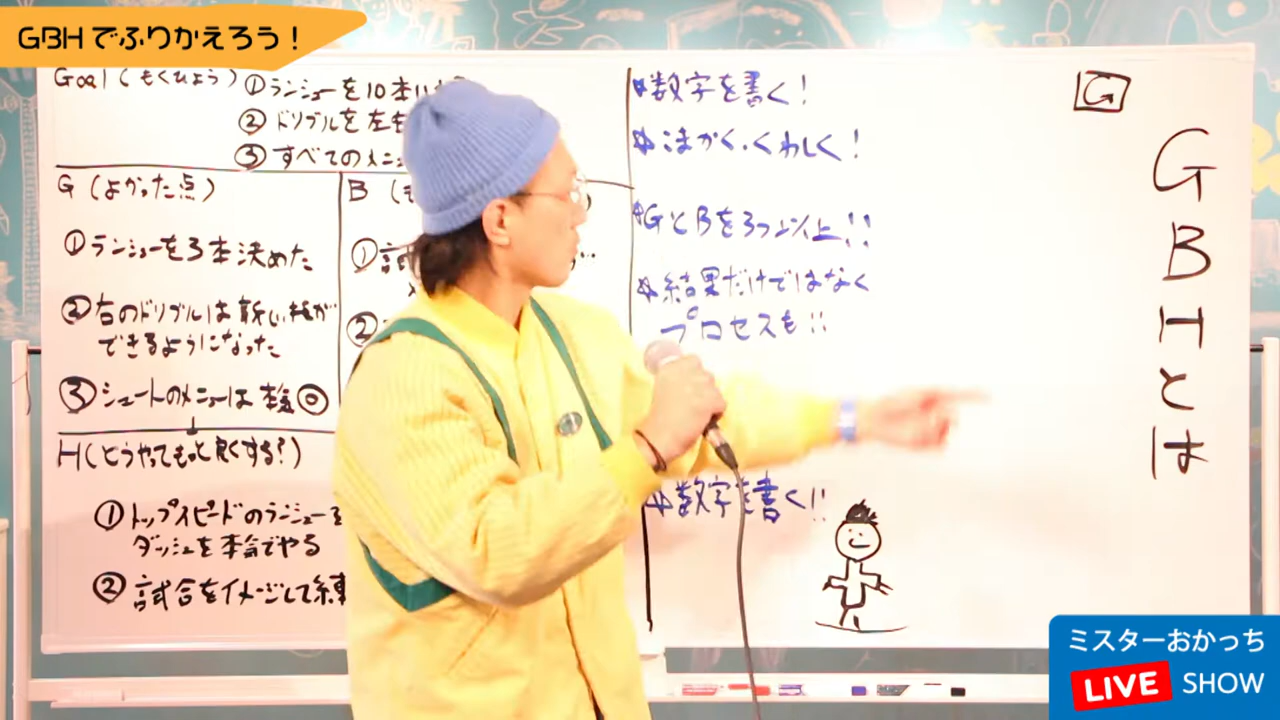 GBHでふりかえろう！
Goal（もくひょう）
①ランシューを10本
②ドリブルを左
③すべてのメニュ
G（よかった点）
①ランシューを3本決めた
②右のドリブルは
できるようになった
③シュートのメニューは本気◎
B（
①試
②
H（どうやってもっと良くする？）
①トップスピードのランシューを
ダッシュを本気でやる
②試合をイメージして練
数字を書く！
こまかく、くわしく！
GとBを3つ以上！！
結果だけではなく
プロセスも！！
数字を書く！！
G
GBHとは
ミスターおかっち
LIVE SHOW